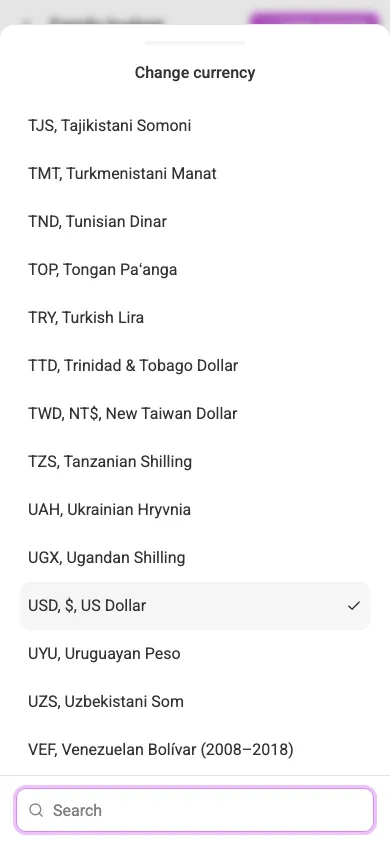 Change currency
TJS, Tajikistani Somoni
TMT, Turkmenistani Manat
TND, Tunisian Dinar
TOP, Tongan Paʻanga
TRY, Turkish Lira
TTD, Trinidad & Tobago Dollar
TWD, NT$, New Taiwan Dollar
TZS, Tanzanian Shilling
UAH, Ukrainian Hryvnia
UGX, Ugandan Shilling
USD, $, US Dollar
UYU, Uruguayan Peso
UZS, Uzbekistani Som
VEF, Venezuelan Bolívar (2008–2018)
Search